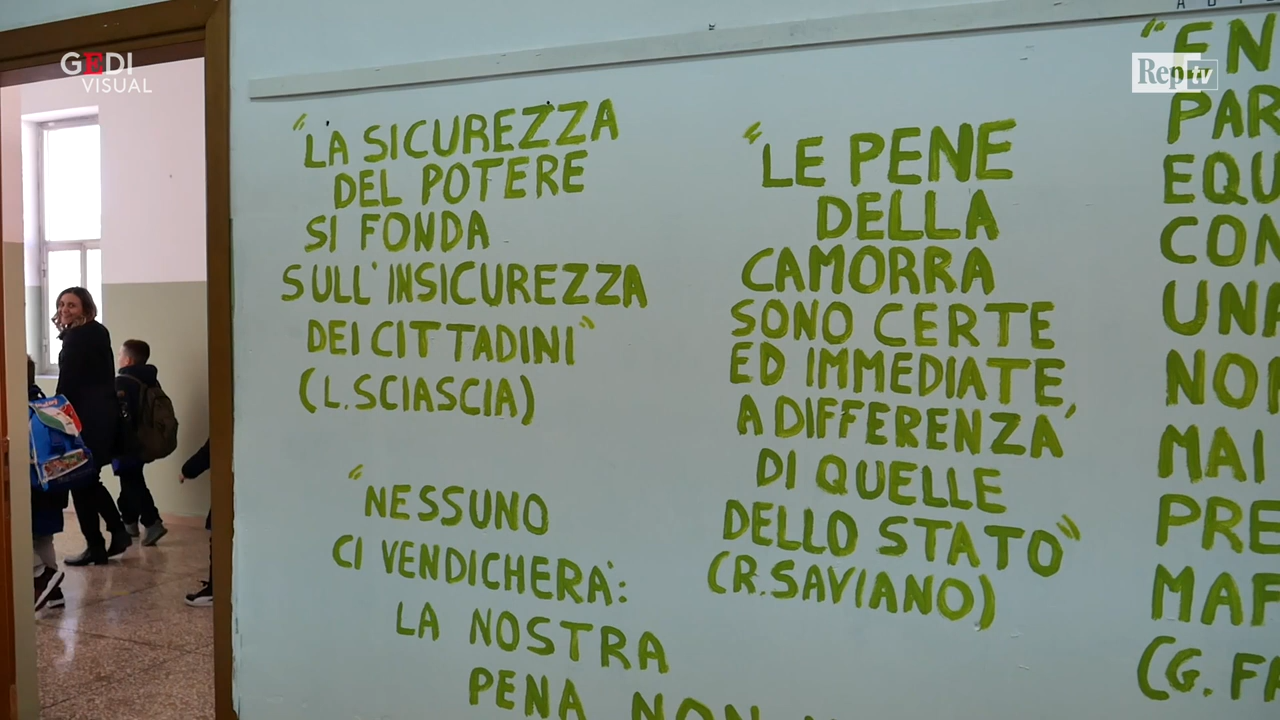 GEDI
VISUAL
Rep tv
"LA SICUREZZA
DEL POTERE
SI FONDA
SULL'INSICUREZZA
DEI CITTADINI"
(L.SCIASCIA)
"NESSUNO
CI VENDICHERÀ:
LA NOSTRA
PENA NON
"LE PENE
DELLA
CAMORRA
SONO CERTE
ED IMMEDIATE,
A DIFFERENZA
DI QUELLE
DELLO STATO"
(R.SAVIANO)
"EN
PAR
EQU
CON
UNA
NON
MAI
PRE
MAF
(G. FA